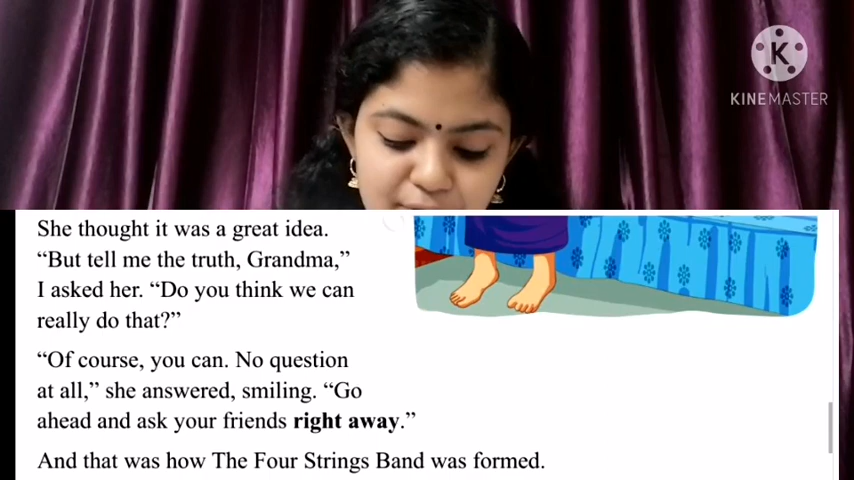 K
KINEMASTER
She thought it was a great idea.
“But tell me the truth, Grandma,”
I asked her. “Do you think we can
really do that?”
“Of course, you can. No question
at all,” she answered, smiling. “Go
ahead and ask your friends right away.”
And that was how The Four Strings Band was formed.